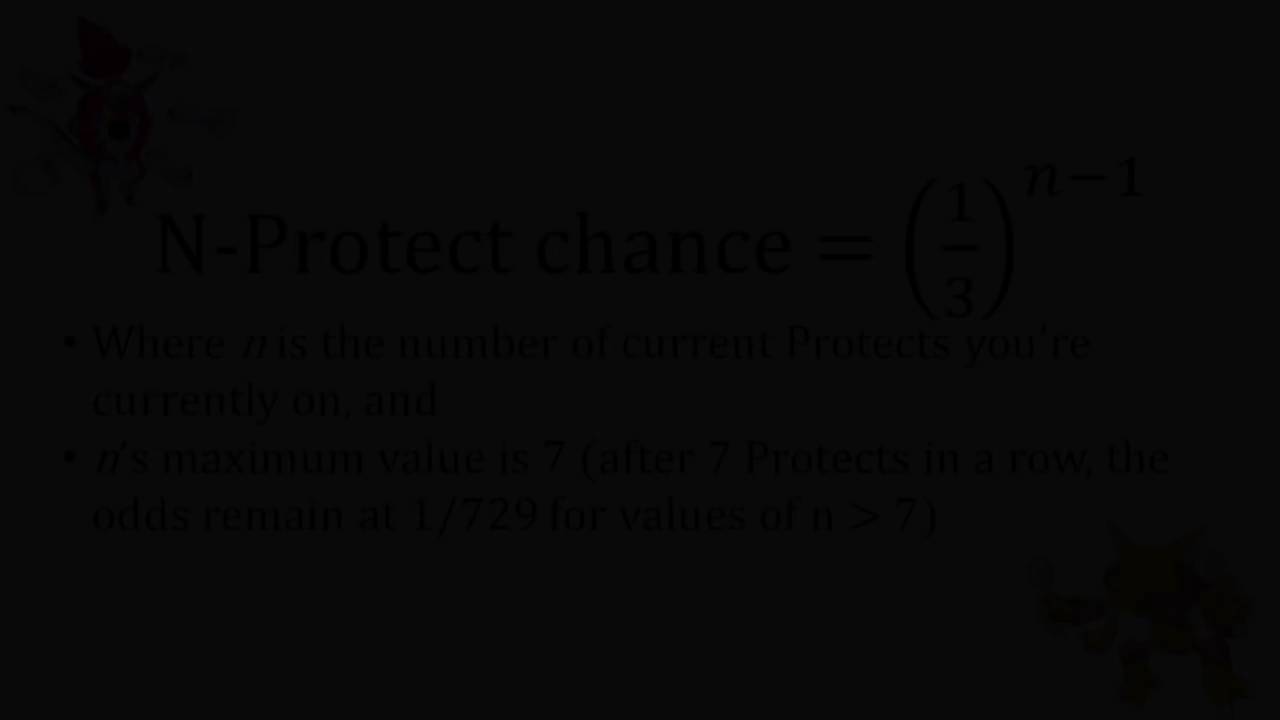 N-Protect chance = (1/3)^{n−1}
• Where n is the number of current Protects you're
currently on, and
• n's maximum value is 7 (after 7 Protects in a row, the
odds remain at 1/729 for values of n > 7)